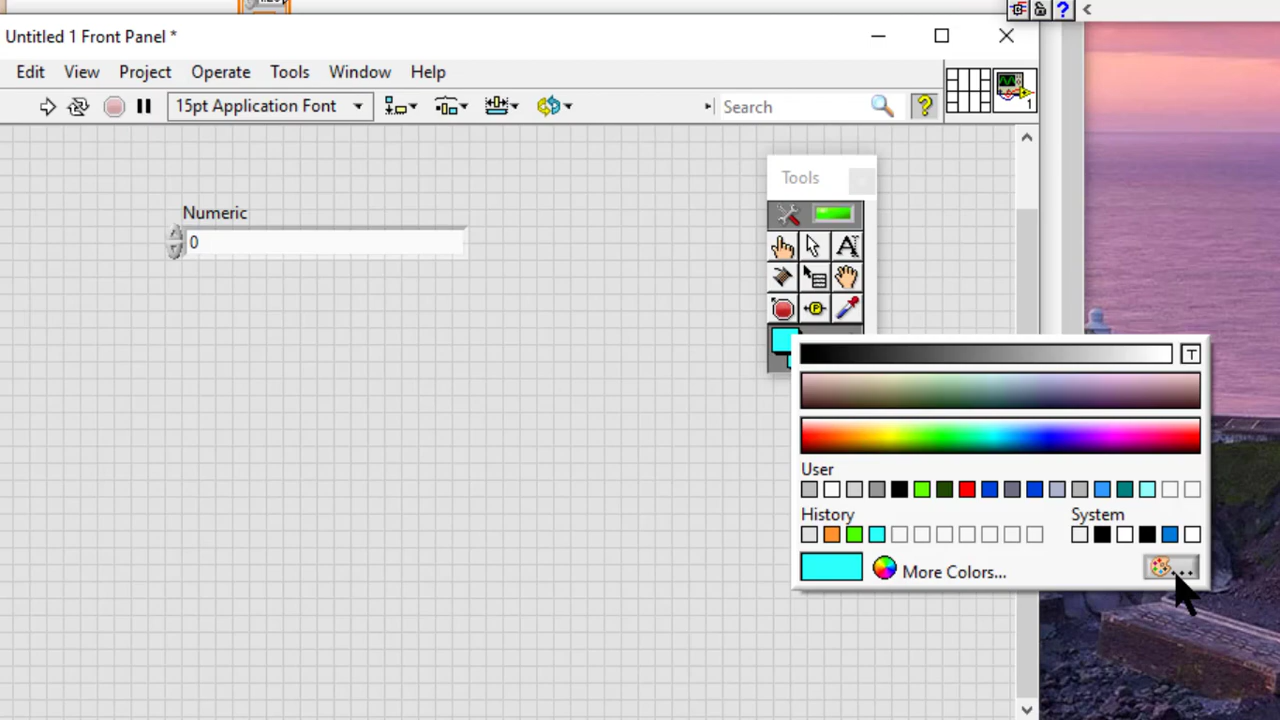 Untitled 1 Front Panel *
Edit View Project Operate Tools Window Help
15pt Application Font
Search
?
1
Tools
Numeric
0
A
P
T
User
History
System
More Colors...
...